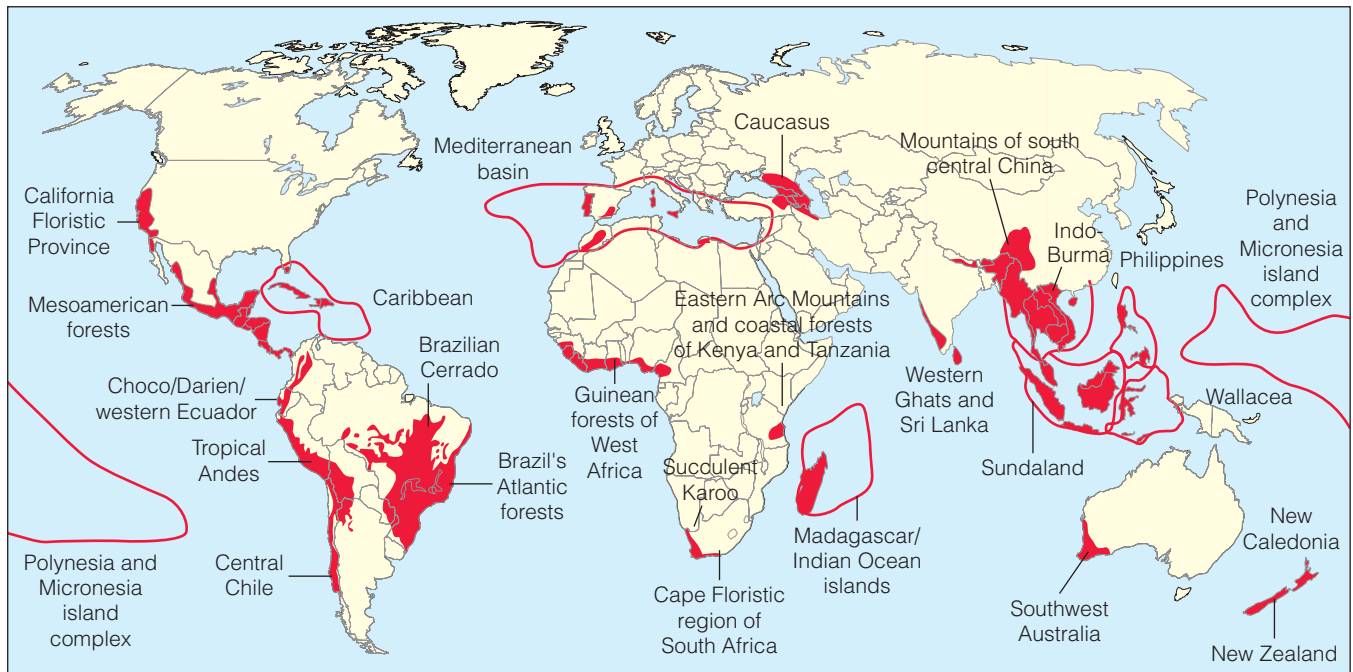 Caucasus
Mediterranean
basin
Mountains of south
central China
California
Floristic
Province
Polynesia
and
Micronesia
island
complex
Indo-
Burma
Philippines
Mesoamerican
forests
Caribbean
Eastern Arc Mountains
and coastal forests
of Kenya and Tanzania
Brazilian
Cerrado
Choco/Darien/
western Ecuador
Guinean
forests of
West
Africa
Western
Ghats and
Sri Lanka
Wallacea
Tropical
Andes
Brazil's
Atlantic
forests
Sundaland
Succulent
Karoo
Madagascar/
Indian Ocean
islands
New
Caledonia
Polynesia and
Micronesia
island
complex
Central
Chile
Cape Floristic
region of
South Africa
Southwest
Australia
New Zealand